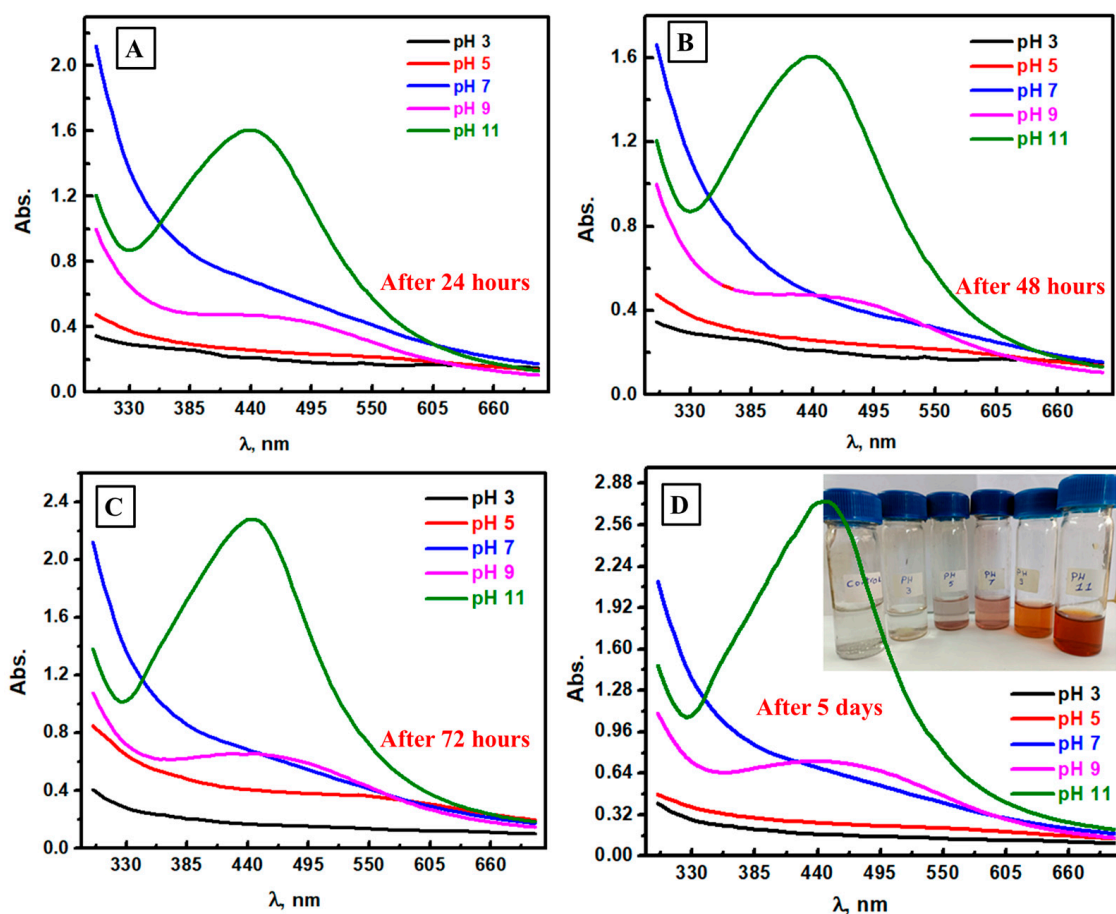 A
pH 3
pH 5
pH 7
pH 9
pH 11
After 24 hours
Abs.
2.0
1.6
1.2
0.8
0.4
0.0
330 385 440 495 550 605 660
λ, nm
B
pH 3
pH 5
pH 7
pH 9
pH 11
After 48 hours
Abs.
1.6
1.2
0.8
0.4
0.0
330 385 440 495 550 605 660
λ, nm
C
pH 3
pH 5
pH 7
pH 9
pH 11
After 72 hours
Abs.
2.4
2.0
1.6
1.2
0.8
0.4
0.0
330 385 440 495 550 605 660
λ, nm
D
CONTROL
PH
3
PH
5
PH
7
PH
PH
11
After 5 days
pH 3
pH 5
pH 7
pH 9
pH 11
Abs.
2.88
2.56
2.24
1.92
1.60
1.28
0.96
0.64
0.32
0.00
330 385 440 495 550 605 660
λ, nm